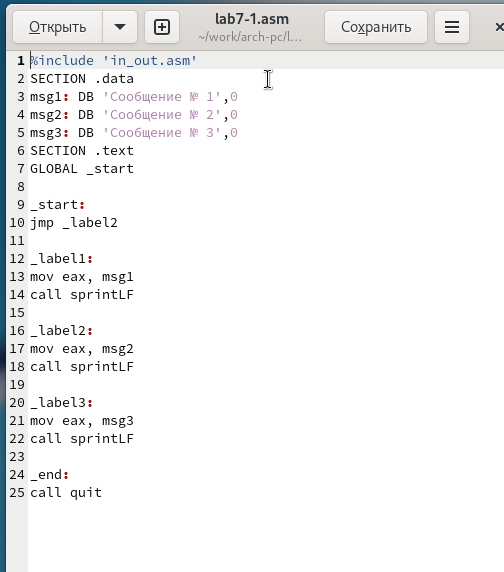 Открыть
lab7-1.asm
~/work/arch-pc/l...
Сохранить
1 %include 'in_out.asm'
2 SECTION .data
3 msg1: DB 'Сообщение № 1',0
4 msg2: DB 'Сообщение № 2',0
5 msg3: DB 'Сообщение № 3',0
6 SECTION .text
7 GLOBAL _start
8
9 _start:
10 jmp _label2
11
12 _label1:
13 mov eax, msg1
14 call sprintLF
15
16 _label2:
17 mov eax, msg2
18 call sprintLF
19
20 _label3:
21 mov eax, msg3
22 call sprintLF
23
24 _end:
25 call quit